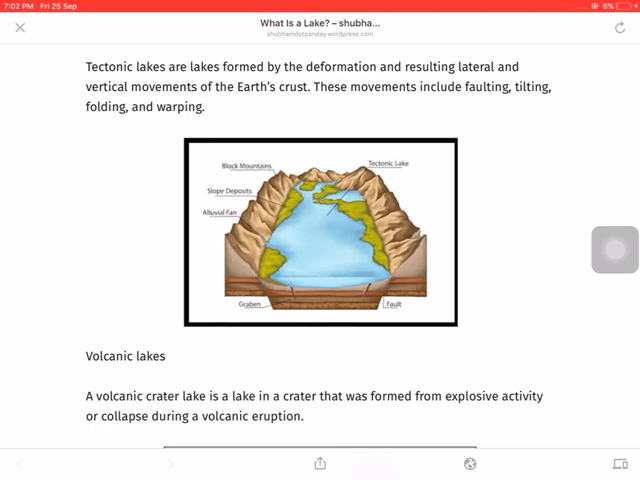 7:02 PM Fri 25 Sep
5%
What Is a Lake? – shubha...
shubhamdotpanday.wordpress.com
Tectonic lakes are lakes formed by the deformation and resulting lateral and
vertical movements of the Earth's crust. These movements include faulting, tilting,
folding, and warping.
Block Mountains
Tectonic Lake
Slope Deposits
Alluvial Fan
Graben
Fault
Volcanic lakes
A volcanic crater lake is a lake in a crater that was formed from explosive activity
or collapse during a volcanic eruption.